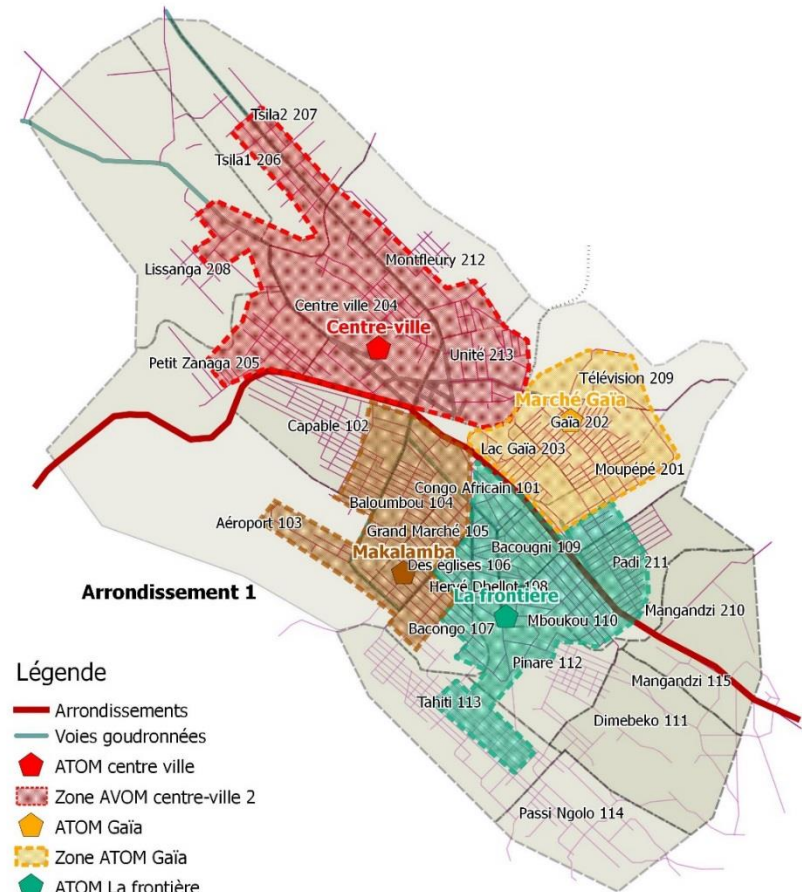 Tsila2 207
Tsila1 206
Montfleury 212
Lissanga 208
Centre ville 204
Centre-ville
Unité 213
Petit Zanaga 205
Télévision 209
Marché Gaïa
Gaïa 202
Capable 102
Lac Gaïa 203
Moupépé 201
Congo Africain 101
Baloumbou 104
Aéroport 103
Grand Marché 105
Bacougni 109
Makalamba
Des eglises 106
Padi 211
Arrondissement 1
Hervé Dhellot 108
La frontière
Mboukou 110
Mangandzi 210
Bacongo 107
Pinare 112
Mangandzi 115
Tahiti 113
Dimebeko 111
Passi Ngolo 114
Légende
Arrondissements
Voies goudronnées
ATOM centre ville
Zone AVOM centre-ville 2
ATOM Gaïa
Zone ATOM Gaïa
ATOM La frontière